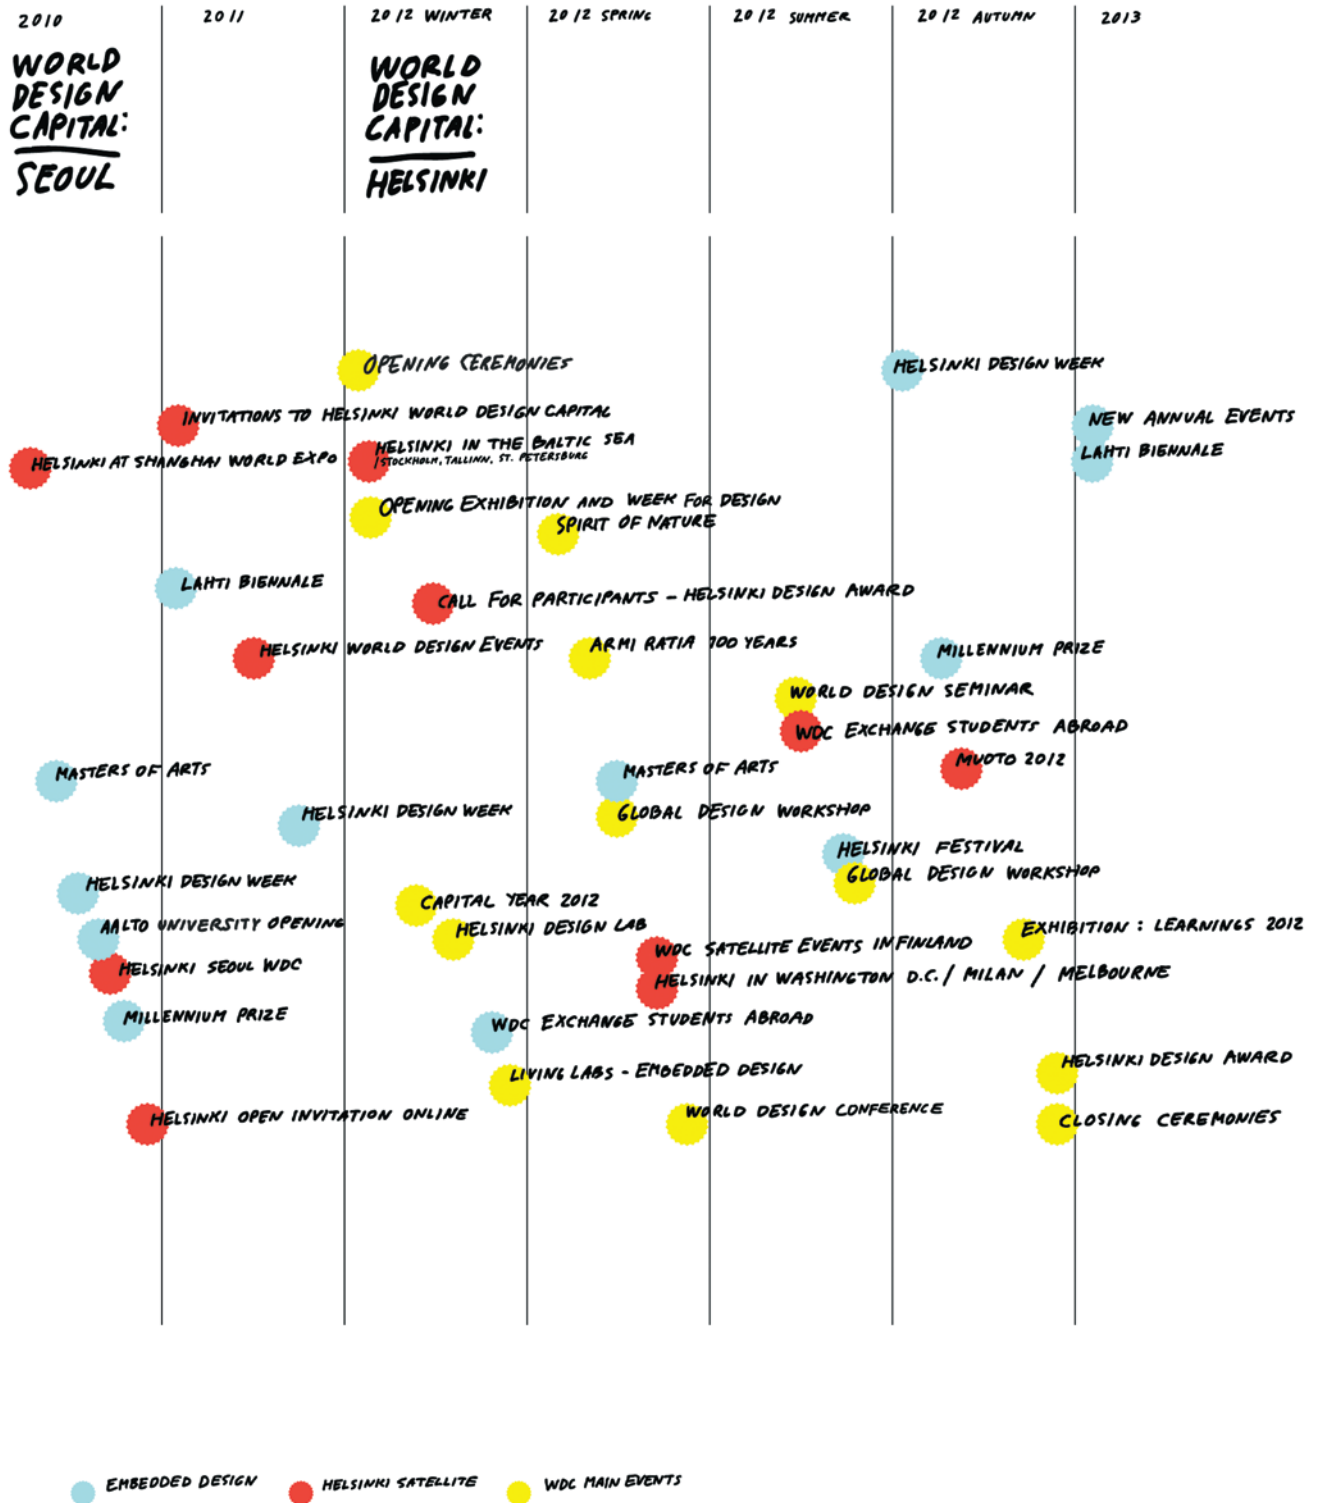 2010
2011
2012 WINTER
2012 SPRING
2012 SUMMER
2012 AUTUMN
2013
WORLD
DESIGN
CAPITAL:
SEOUL
WORLD
DESIGN
CAPITAL:
HELSINKI
OPENING CEREMONIES
HELSINKI DESIGN WEEK
INVITATIONS TO HELSINKI WORLD DESIGN CAPITAL
NEW ANNUAL EVENTS
HELSINKI AT SHANGHAI WORLD EXPO
HELSINKI IN THE BALTIC SEA
/STOCKHOLM, TALLINN, ST. PETERSBURG
LAHTI BIENNALE
OPENING EXHIBITION AND WEEK FOR DESIGN
SPIRIT OF NATURE
LAHTI BIENNALE
CALL FOR PARTICIPANTS - HELSINKI DESIGN AWARD
HELSINKI WORLD DESIGN EVENTS
ARMI RATIA 100 YEARS
MILLENNIUM PRIZE
WORLD DESIGN SEMINAR
WDC EXCHANGE STUDENTS ABROAD
MUOTO 2012
MASTERS OF ARTS
MASTERS OF ARTS
HELSINKI DESIGN WEEK
GLOBAL DESIGN WORKSHOP
HELSINKI FESTIVAL
GLOBAL DESIGN WORKSHOP
HELSINKI DESIGN WEEK
CAPITAL YEAR 2012
AALTO UNIVERSITY OPENING
HELSINKI DESIGN LAB
EXHIBITION : LEARNINGS 2012
WDC SATELLITE EVENTS IN FINLAND
HELSINKI SEOUL WDC
HELSINKI IN WASHINGTON D.C. / MILAN / MELBOURNE
MILLENNIUM PRIZE
WDC EXCHANGE STUDENTS ABROAD
LIVING LABS - EMBEDDED DESIGN
HELSINKI DESIGN AWARD
HELSINKI OPEN INVITATION ONLINE
WORLD DESIGN CONFERENCE
CLOSING CEREMONIES
EMBEDDED DESIGN
HELSINKI SATELLITE
WDC MAIN EVENTS